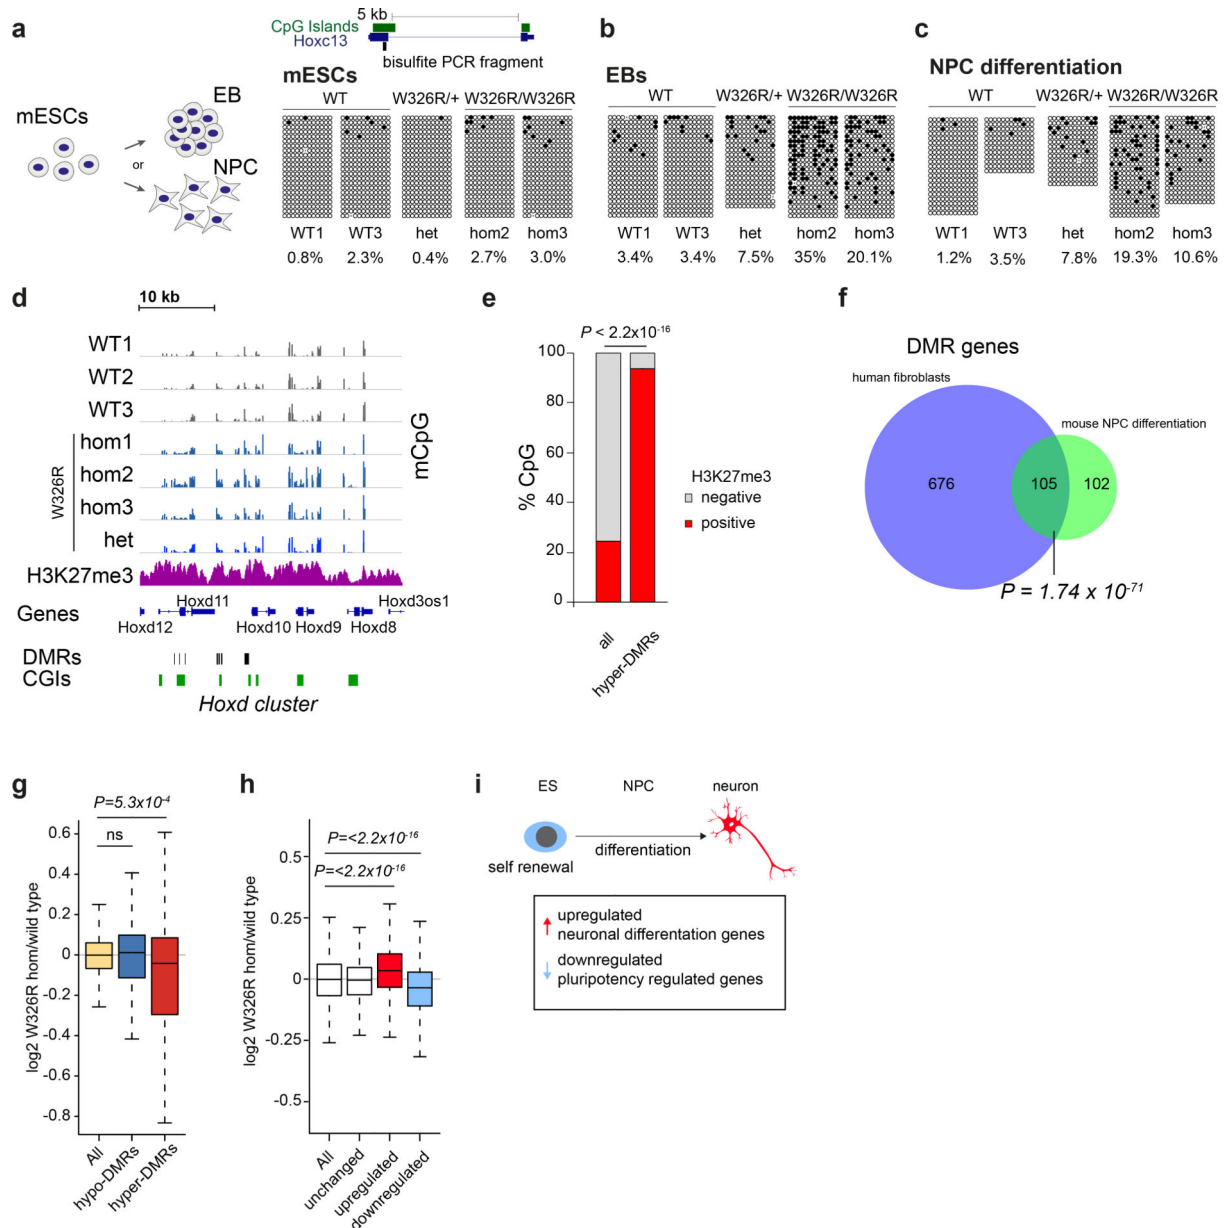 a
5 kb
CpG Islands
Hoxc13
bisulfite PCR fragment
mESCs
EB
or
NPC
mESCs
WT
W326R/+
W326R/W326R
WT1
WT3
het
hom2
hom3
0.8%
2.3%
0.4%
2.7%
3.0%
b
EBs
WT
W326R/+
W326R/W326R
WT1
WT3
het
hom2
hom3
3.4%
3.4%
7.5%
35%
20.1%
c
NPC differentiation
WT
W326R/+
W326R/W326R
WT1
WT3
het
hom2
hom3
1.2%
3.5%
7.8%
19.3%
10.6%
d
10 kb
WT1
WT2
WT3
W326R
hom1
hom2
hom3
het
mCpG
H3K27me3
Genes
Hoxd11
Hoxd3os1
Hoxd12
Hoxd10
Hoxd9
Hoxd8
DMRs
CGIs
Hoxd cluster
e
P < 2.2x10-16
% CpG
100
80
60
40
20
0
all
hyper-DMRs
H3K27me3
negative
positive
f
DMR genes
human fibroblasts
mouse NPC differentiation
676
105
102
P = 1.74 x 10-71
g
P=5.3x10-4
ns
log2 W326R hom/wild type
0.6
0.4
0.2
0
-0.2
-0.4
-0.6
-0.8
All
hypo-DMRs
hyper-DMRs
h
P=<2.2x10-16
P=<2.2x10-16
log2 W326R hom/wild type
0.5
0.25
0
-0.25
-0.5
All
unchanged
upregulated
downregulated
i
ES
NPC
neuron
self renewal
differentiation
upregulated
neuronal differentation genes
downregulated
pluripotency regulated genes